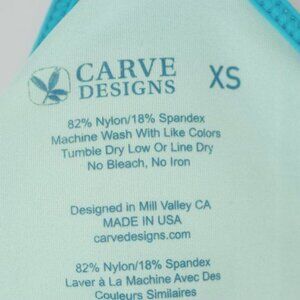 CARVE
DESIGNS
XS
82% Nylon/18% Spandex
Machine Wash With Like Colors
Tumble Dry Low Or Line Dry
No Bleach, No Iron
Designed in Mill Valley CA
MADE IN USA
carvedesigns.com
82% Nylon/18% Spandex
Laver à La Machine Avec Des
Couleurs Similaires